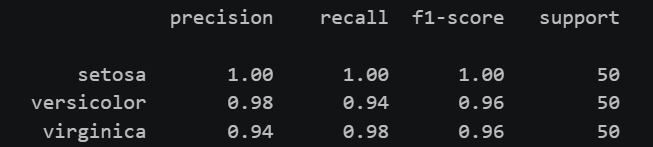 precision recall f1-score support
setosa 1.00 1.00 1.00 50
versicolor 0.98 0.94 0.96 50
virginica 0.94 0.98 0.96 50